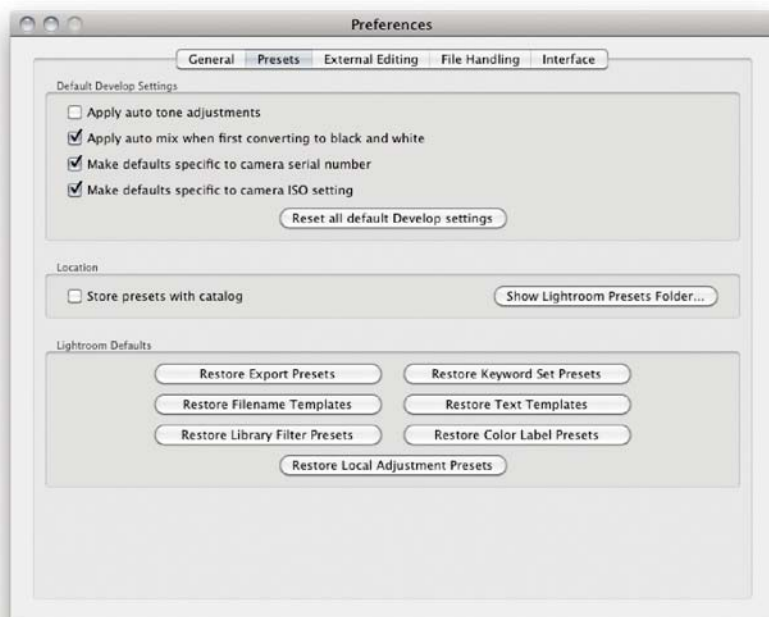 Preferences
General Presets External Editing File Handling Interface
Default Develop Settings
Apply auto tone adjustments
Apply auto mix when first converting to black and white
Make defaults specific to camera serial number
Make defaults specific to camera ISO setting
Reset all default Develop settings
Location
Store presets with catalog Show Lightroom Presets Folder...
Lightroom Defaults
Restore Export Presets Restore Keyword Set Presets
Restore Filename Templates Restore Text Templates
Restore Library Filter Presets Restore Color Label Presets
Restore Local Adjustment Presets